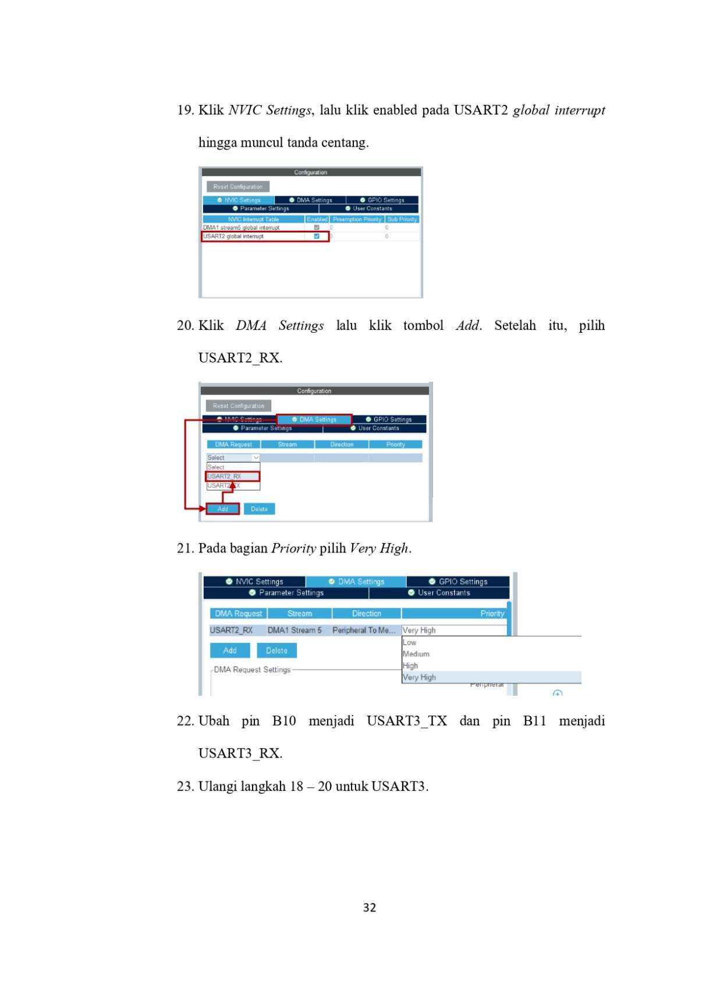 19. Klik NVIC Settings, lalu klik enabled pada USART2 global interrupt
hingga muncul tanda centang.
Configuration
Reset Configuration
NVIC Settings DMA Settings GPIO Settings
Parameter Settings User Constants
NVIC Interrupt Table Enabled Preemption Priority Sub Priority
DMA1 stream5 global interrupt 0 0
USART2 global interrupt 0 0
20. Klik DMA Settings lalu klik tombol Add. Setelah itu, pilih
USART2_RX.
Configuration
Reset Configuration
NVIC Settings DMA Settings GPIO Settings
Parameter Settings User Constants
DMA Request Stream Direction Priority
Select
Select
USART2_RX
USART2_TX
Add Delete
21. Pada bagian Priority pilih Very High.
NVIC Settings DMA Settings GPIO Settings
Parameter Settings User Constants
DMA Request Stream Direction Priority
USART2_RX DMA1 Stream 5 Peripheral To Me... Very High
Low
Add Delete Medium
High
DMA Request Settings
Very High
Peripheral
22. Ubah pin B10 menjadi USART3_TX dan pin B11 menjadi
USART3_RX.
23. Ulangi langkah 18 – 20 untuk USART3.
32